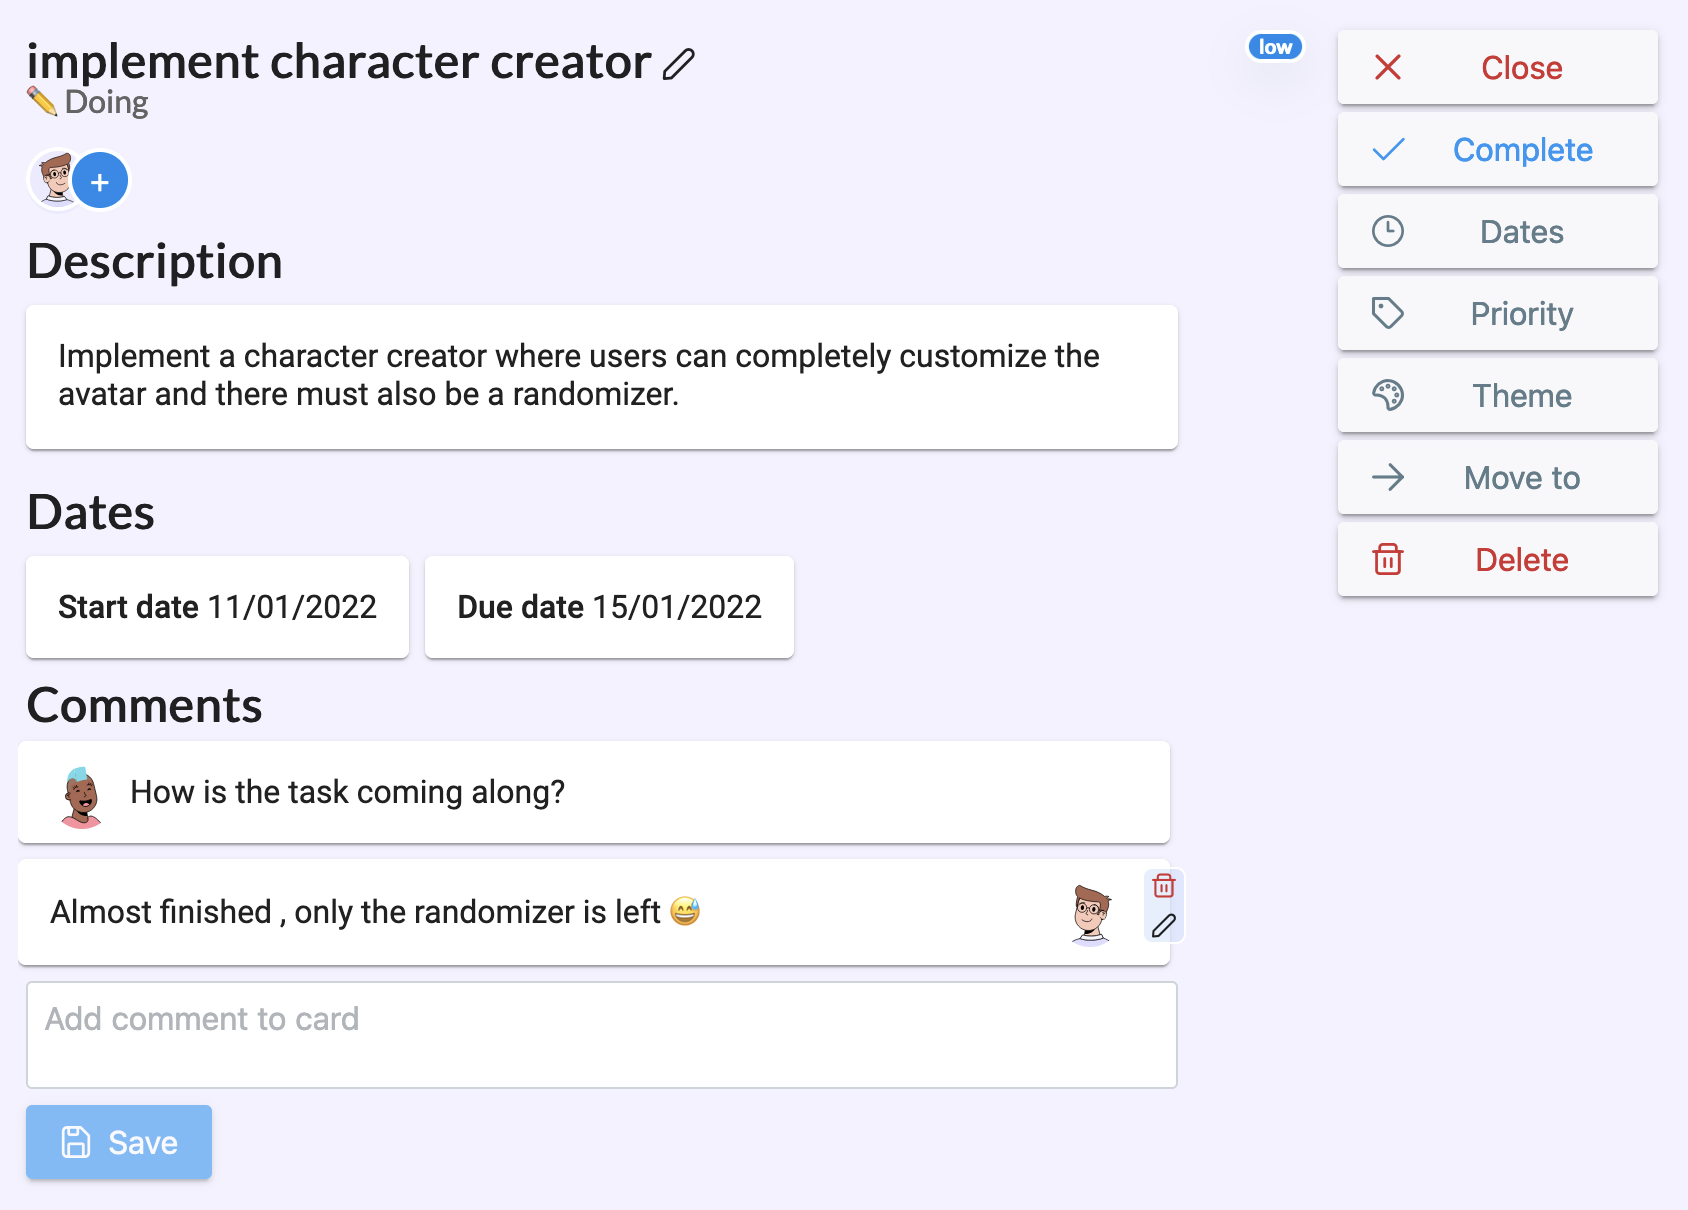 implement character creator
low
Doing
+
Description
Implement a character creator where users can completely customize the
avatar and there must also be a randomizer.
Dates
Start date 11/01/2022
Due date 15/01/2022
Comments
How is the task coming along?
Almost finished , only the randomizer is left 😅
Add comment to card
Save
Close
Complete
Dates
Priority
Theme
Move to
Delete